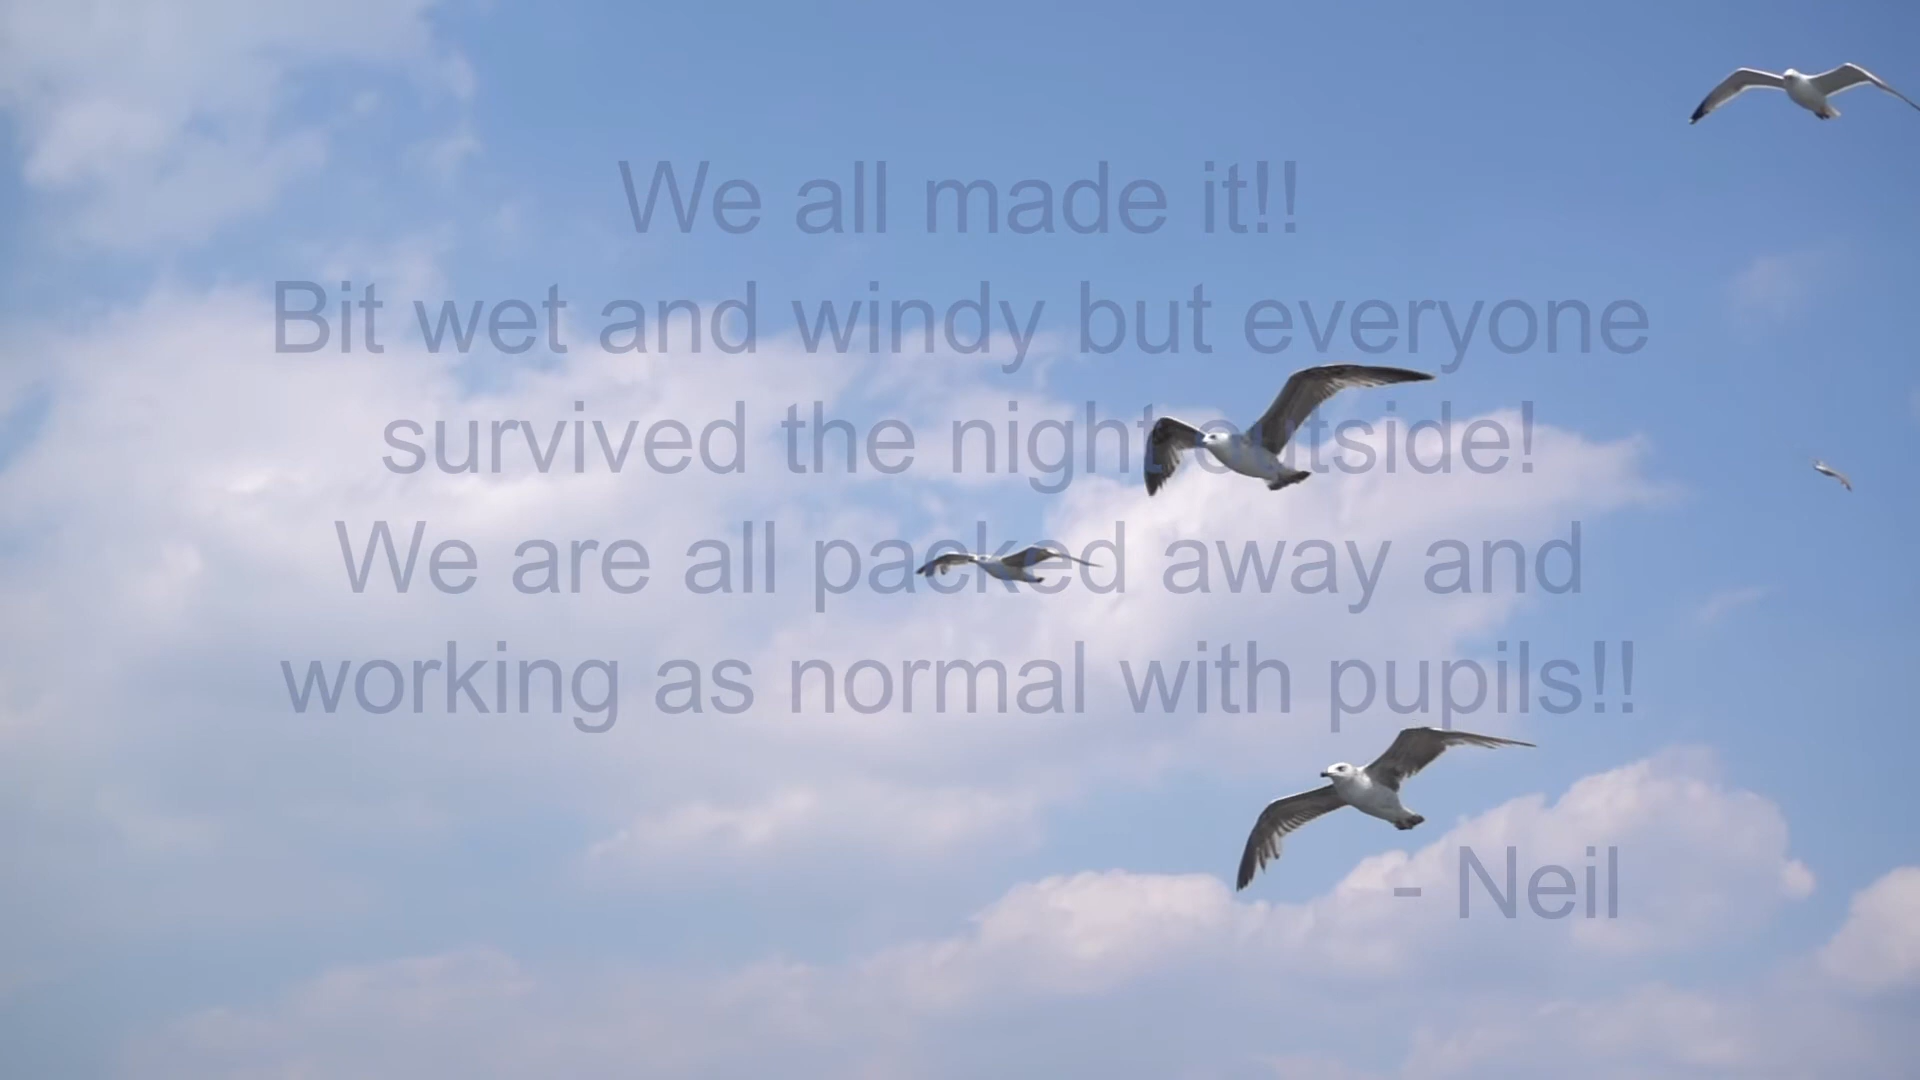 We all made it!!
Bit wet and windy but everyone
survived the night outside!
We are all packed away and
working as normal with pupils!!
- Neil